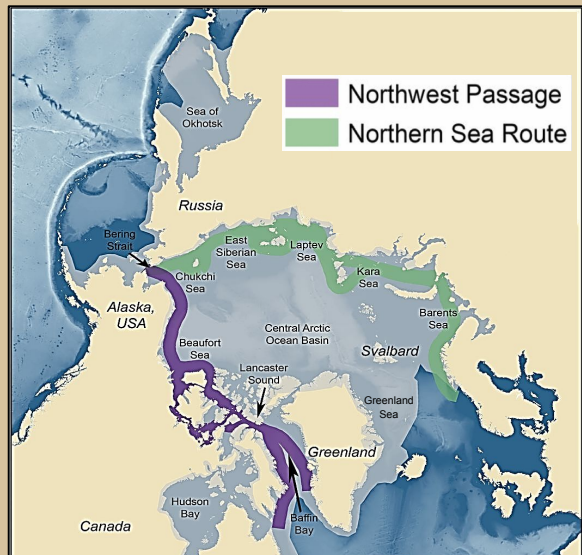 Northwest Passage
Northern Sea Route
Sea of
Okhotsk
Russia
Bering
Strait
East
Siberian
Sea
Laptev
Sea
Kara
Sea
Chukchi
Sea
Alaska,
USA
Barents
Sea
Central Arctic
Ocean Basin
Beaufort
Sea
Svalbard
Lancaster
Sound
Greenland
Sea
Greenland
Hudson
Bay
Baffin
Bay
Canada